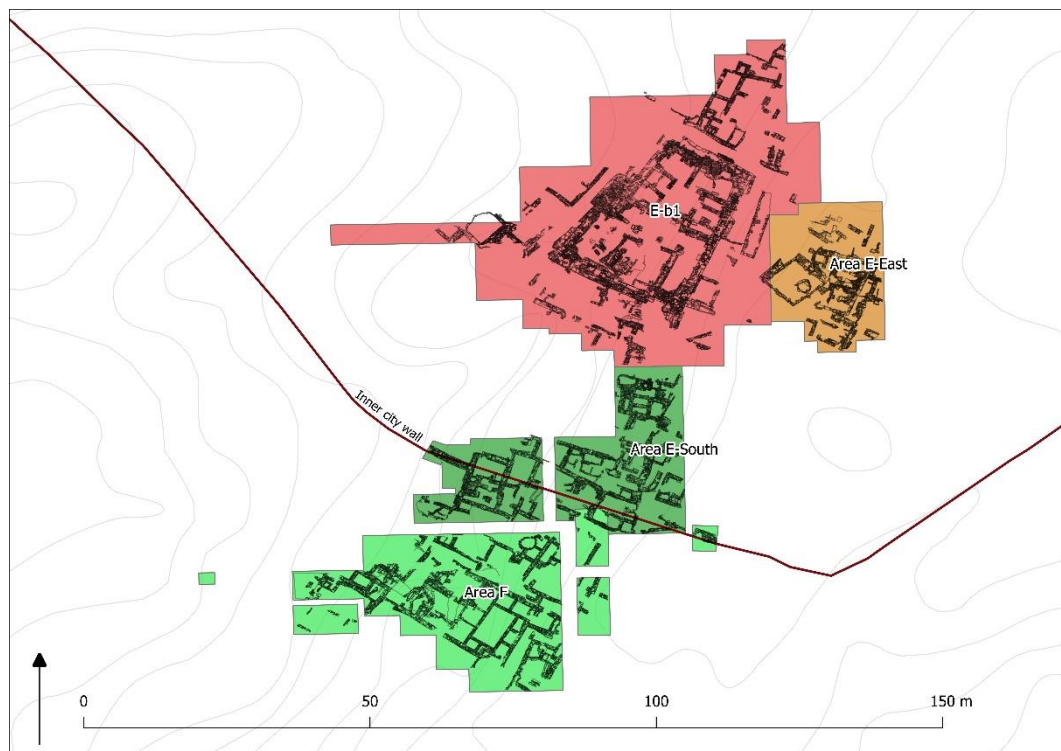 E-b1
Area E-East
Inner city wall
Area E-South
Area F
0 50 100 150 m